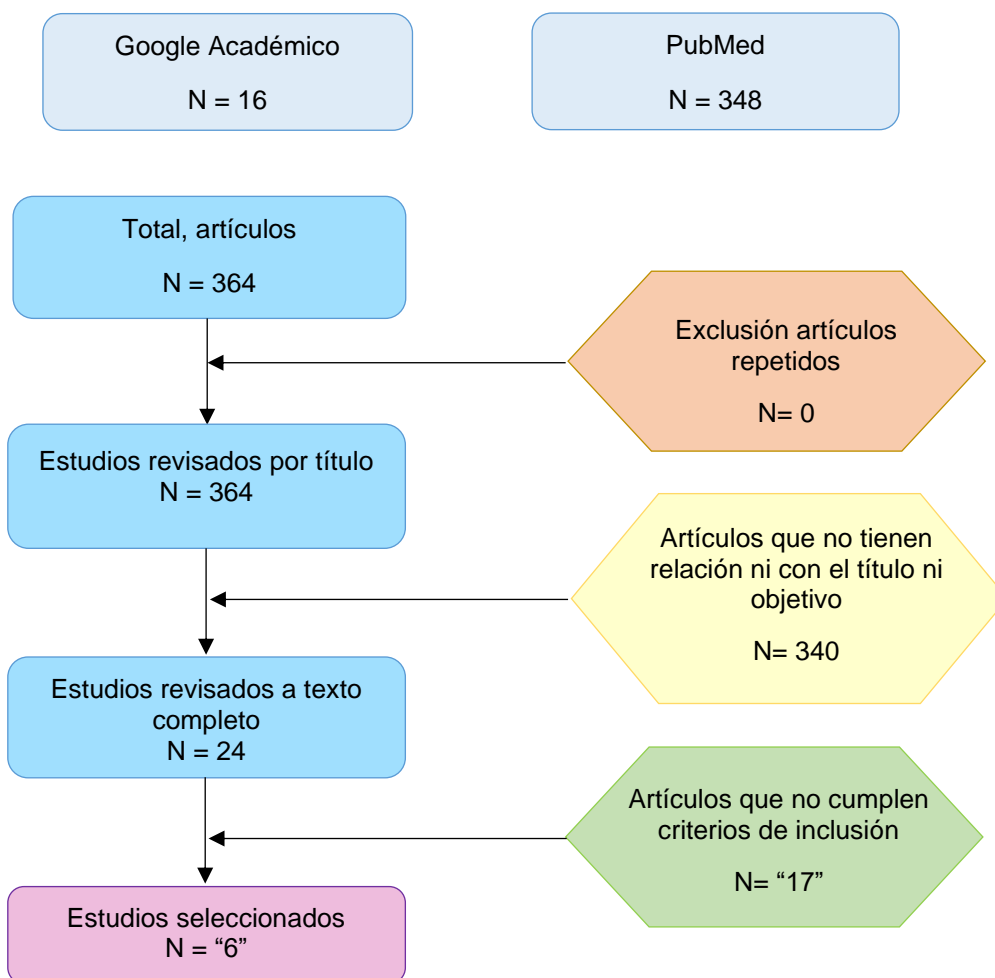 Google Académico
N = 16
PubMed
N = 348
Total, artículos
N = 364
Exclusión artículos
repetidos
N= 0
Estudios revisados por título
N = 364
Artículos que no tienen
relación ni con el título ni
objetivo
N= 340
Estudios revisados a texto
completo
N = 24
Artículos que no cumplen
criterios de inclusión
N= “17”
Estudios seleccionados
N = “6”